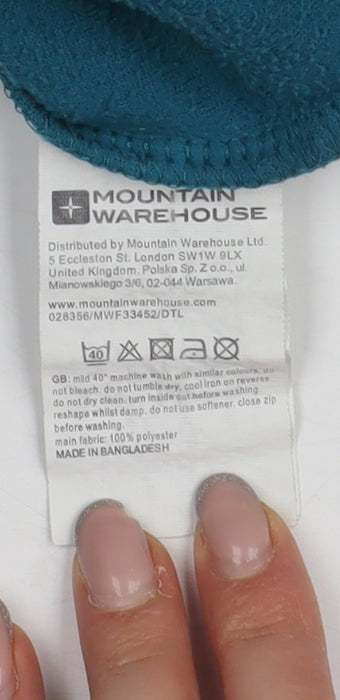 MOUNTAIN
WAREHOUSE
Distributed by Mountain Warehouse Ltd.
5 Eccleston St. London SW1W 9LX
United Kingdom. Polska Sp. Z o.o., ul.
Mianowskiego 3/6, 02-044 Warsawa.
www.mountainwarehouse.com
028356/MWF33452/DTL
40
GB: mild 40° machine wash with similar colours, do
not bleach, do not tumble dry, cool iron on reverse
do not dry clean, turn inside out before washing,
reshape whilst damp, do not use softener, close zip
before washing.
main fabric: 100% polyester
MADE IN BANGLADESH